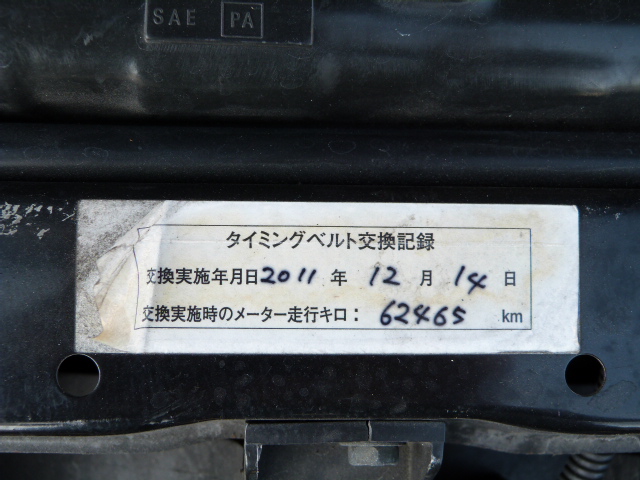 SAE PA
タイミングベルト交換記録
交換実施年月日2011年 12月 14日
交換実施時のメーター走行キロ： 62465 km